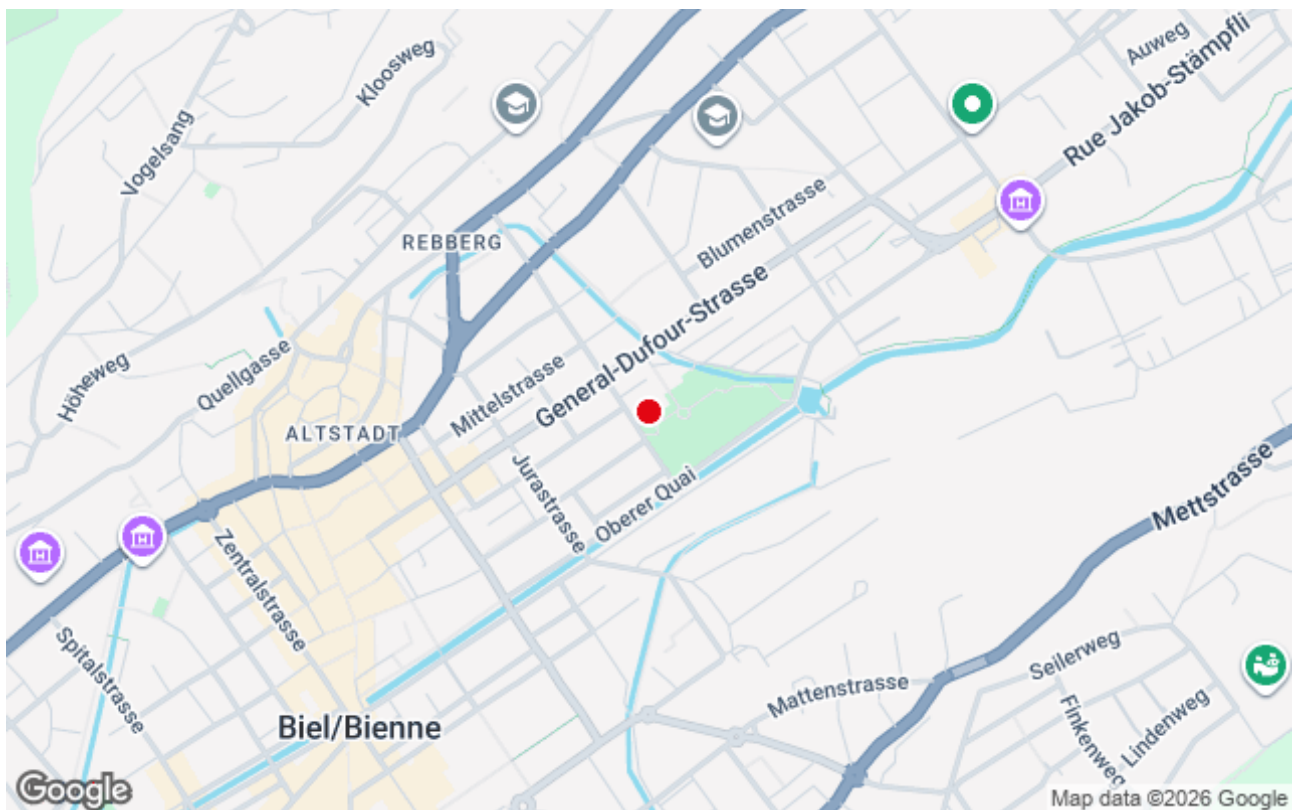 Auweg
Kloosweg
Rue Jakob-Stämpfli
Vogelsang
Blumenstrasse
REBBERG
General-Dufour-Strasse
Höheweg
Quellgasse
Mittelstrasse
ALTSTADT
Jurastrasse
Oberer Quai
Mettstrasse
Zentralstrasse
Spitalstrasse
Seilerweg
Mattenstrasse
Finkenweg
Lindenweg
Biel/Bienne
Google
Map data ©2026 Google